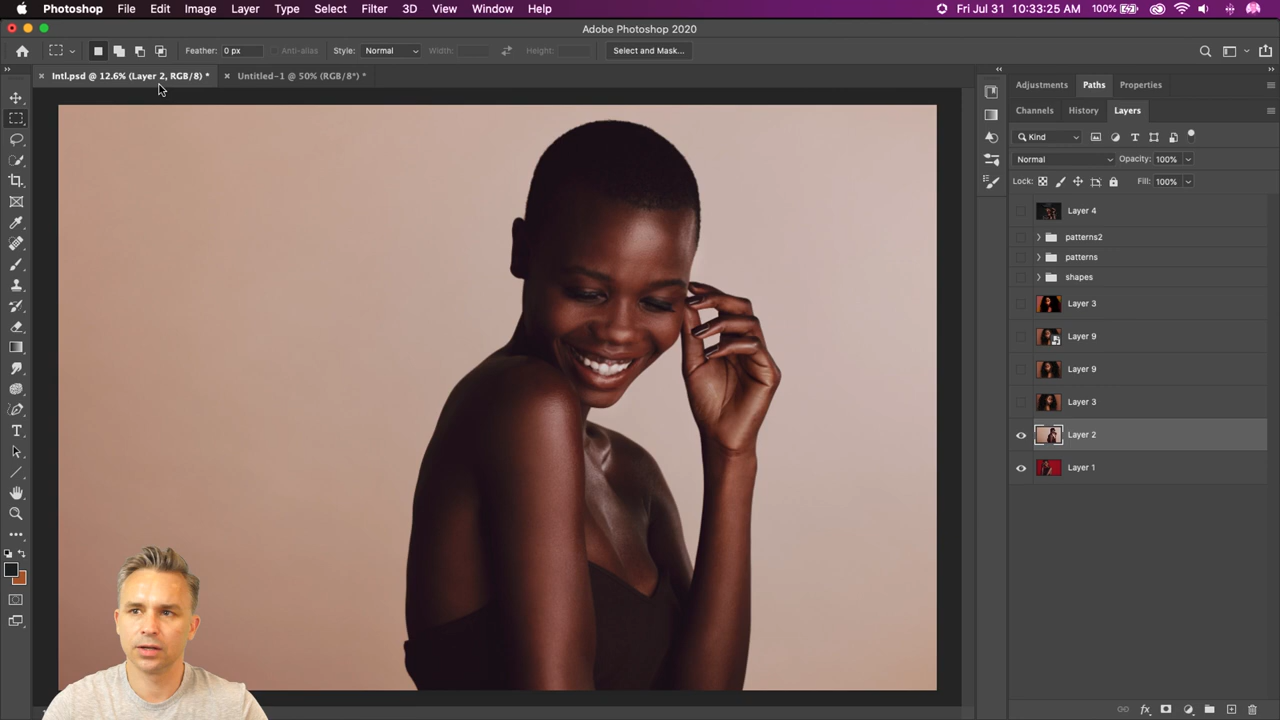 Photoshop File Edit Image Layer Type Select Filter 3D View Window Help 100% Fri Jul 31 10:33:25 AM
Adobe Photoshop 2020
Feather: 0 px Anti-alias Style: Normal Width: Height: Select and Mask...
Intl.psd @ 12.6% (Layer 2, RGB/8) * Untitled-1 @ 50% (RGB/8*) *
Adjustments Paths Properties
Channels History Layers
Kind
Normal Opacity: 100%
Lock: Fill: 100%
Layer 4
patterns2
patterns
shapes
Layer 3
Layer 9
Layer 9
Layer 3
Layer 2
Layer 1